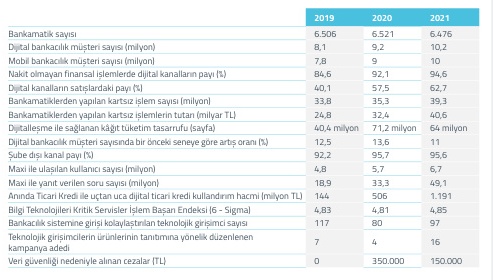 2019 2020 2021
Bankamatik sayısı 6.506 6.521 6.476
Dijital bankacılık müşteri sayısı (milyon) 8,1 9,2 10,2
Mobil bankacılık müşteri sayısı (milyon) 7,8 9 10
Nakit olmayan finansal işlemlerde dijital kanalların payı (%) 84,6 92,1 94,6
Dijital kanalların satışlardaki payı (%) 40,1 57,5 62,7
Bankamatiklerden yapılan kartsız işlem sayısı (milyon) 33,8 35,3 39,3
Bankamatiklerden yapılan kartsız işlemlerin tutarı (milyar TL) 24,8 32,4 40,6
Dijitalleşme ile sağlanan kâğıt tüketim tasarrufu (sayfa) 40,4 milyon 71,2 milyon 64 milyon
Dijital bankacılık müşteri sayısında bir önceki seneye göre artış oranı (%) 12,5 13,6 11
Şube dışı kanal payı (%) 92,2 95,7 95,6
Maxi ile ulaşılan kullanıcı sayısı (milyon) 4,8 5,7 6,7
Maxi ile yanıt verilen soru sayısı (milyon) 18,9 33,3 49,1
Anında Ticari Kredi ile uçtan uca dijital ticari kredi kullandırım hacmi (milyon TL) 144 506 1.191
Bilgi Teknolojileri Kritik Servisler İşlem Başarı Endeksi (6 - Sigma) 4,83 4,81 4,85
Bankacılık sistemine girişi kolaylaştırılan teknolojik girişimci sayısı 117 80 97
Teknolojik girişimcilerin ürünlerinin tanıtımına yönelik düzenlenen
kampanya adedi 7 4 16
Veri güvenliği nedeniyle alınan cezalar (TL) 0 350.000 150.000